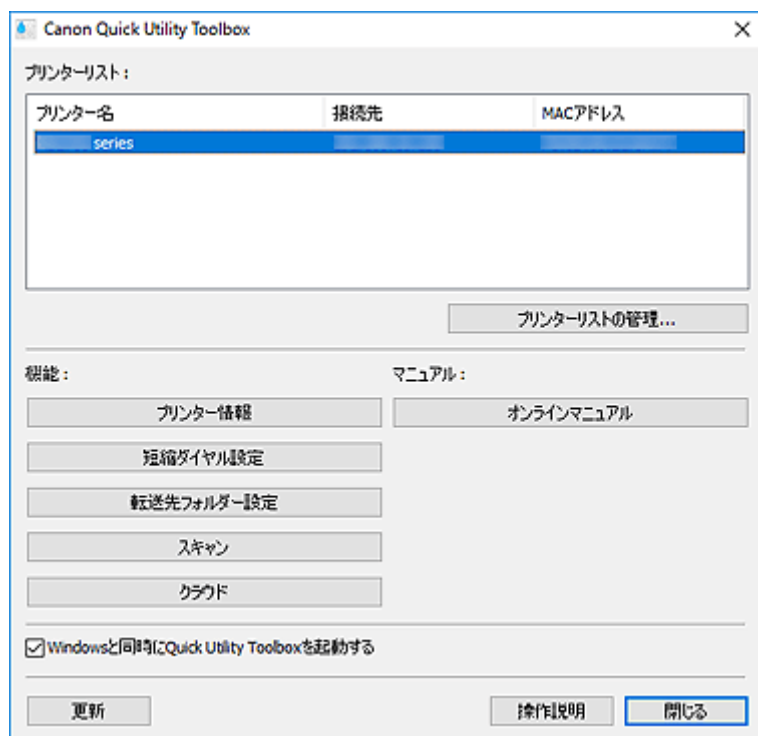 Canon Quick Utility Toolbox
プリンターリスト：
プリンター名 接続先 MACアドレス
series
プリンターリストの管理...
機能： マニュアル：
プリンター情報 オンラインマニュアル
短縮ダイヤル設定
転送先フォルダー設定
スキャン
クラウド
Windowsと同時にQuick Utility Toolboxを起動する
更新 操作説明 閉じる